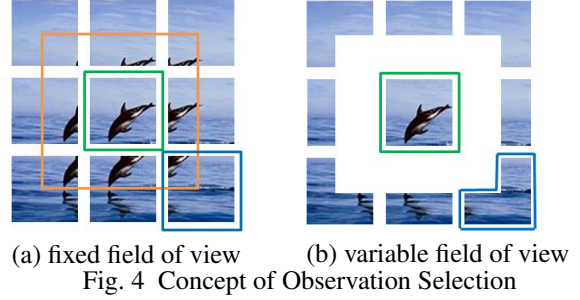 (a) fixed field of view
(b) variable field of view
Fig. 4 Concept of Observation Selection